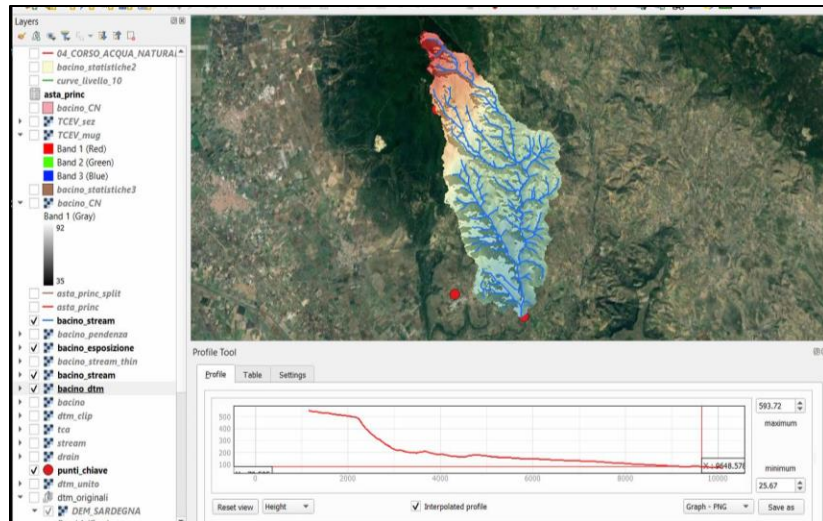 Layers
04_CORSO_ACQUA_NATURAL
bacino_statistiche2
curve_livello_10
asta_princ
bacino_CN
TCEV_sez
TCEV_mug
Band 1 (Red)
Band 2 (Green)
Band 3 (Blue)
bacino_statistiche3
bacino_CN
Band 1 (Gray)
92
35
asta_princ_split
asta_princ
bacino_stream
bacino_pendenza
bacino_esposizione
bacino_stream_thin
bacino_stream
bacino_dtm
bacino
dtm_clip
tca
stream
drain
punti_chiave
dtm_unito
dtm_originali
DEM_SARDEGNA
Profile Tool
Profile Table Settings
500
400
300
200
100
0 2000 4000 6000 8000 10000
X : 9648.578
593.72
maximum
minimum
25.67
Reset view Height Interpolated profile Graph - PNG Save as